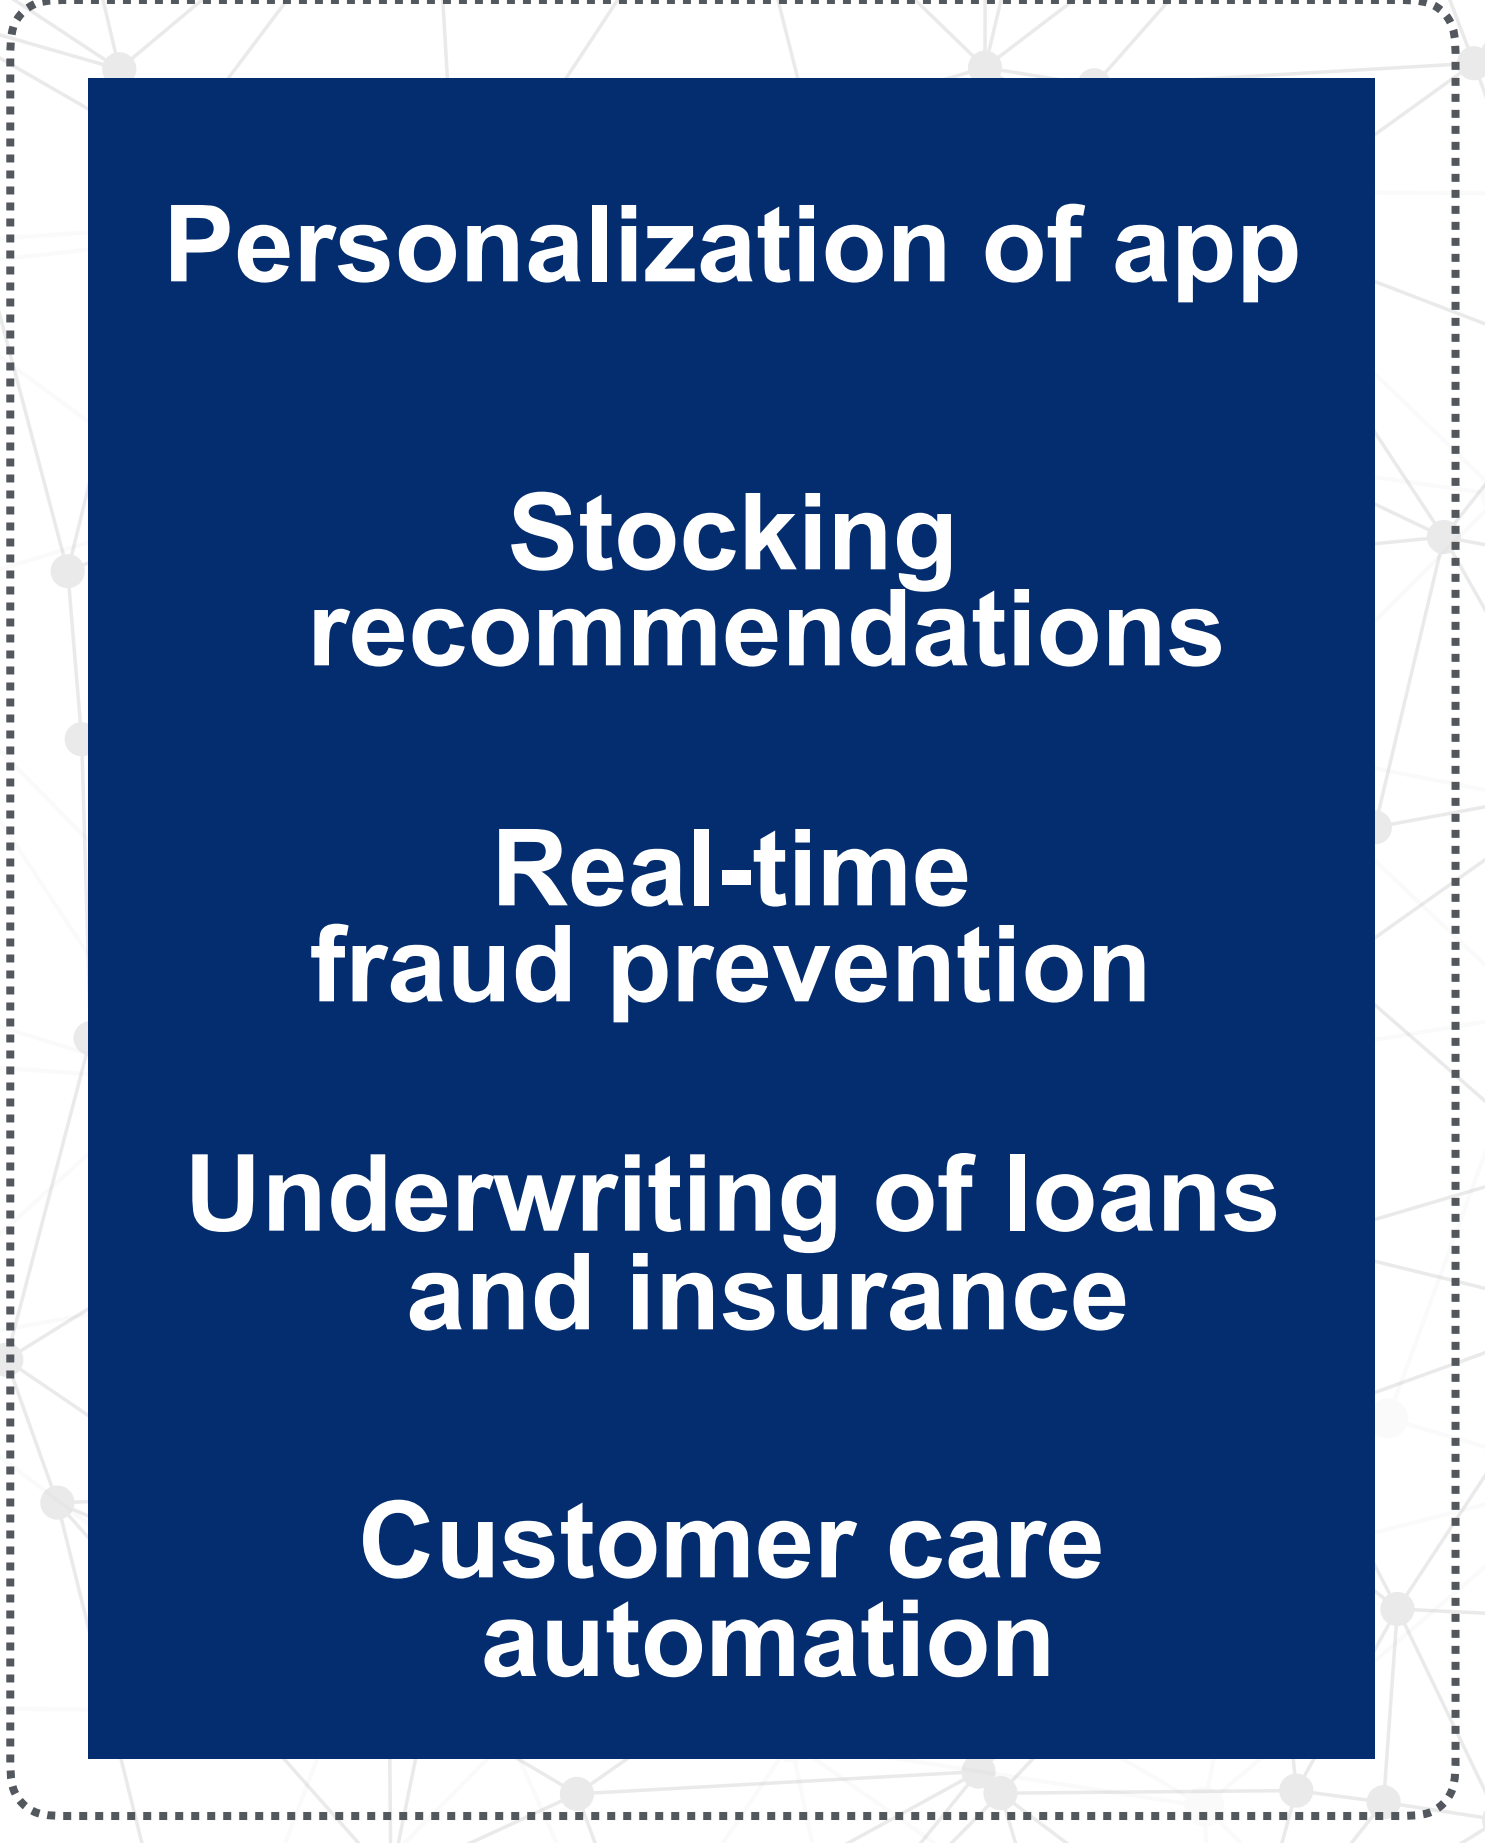 Personalization of app
Stocking
recommendations
Real-time
fraud prevention
Underwriting of loans
and insurance
Customer care
automation